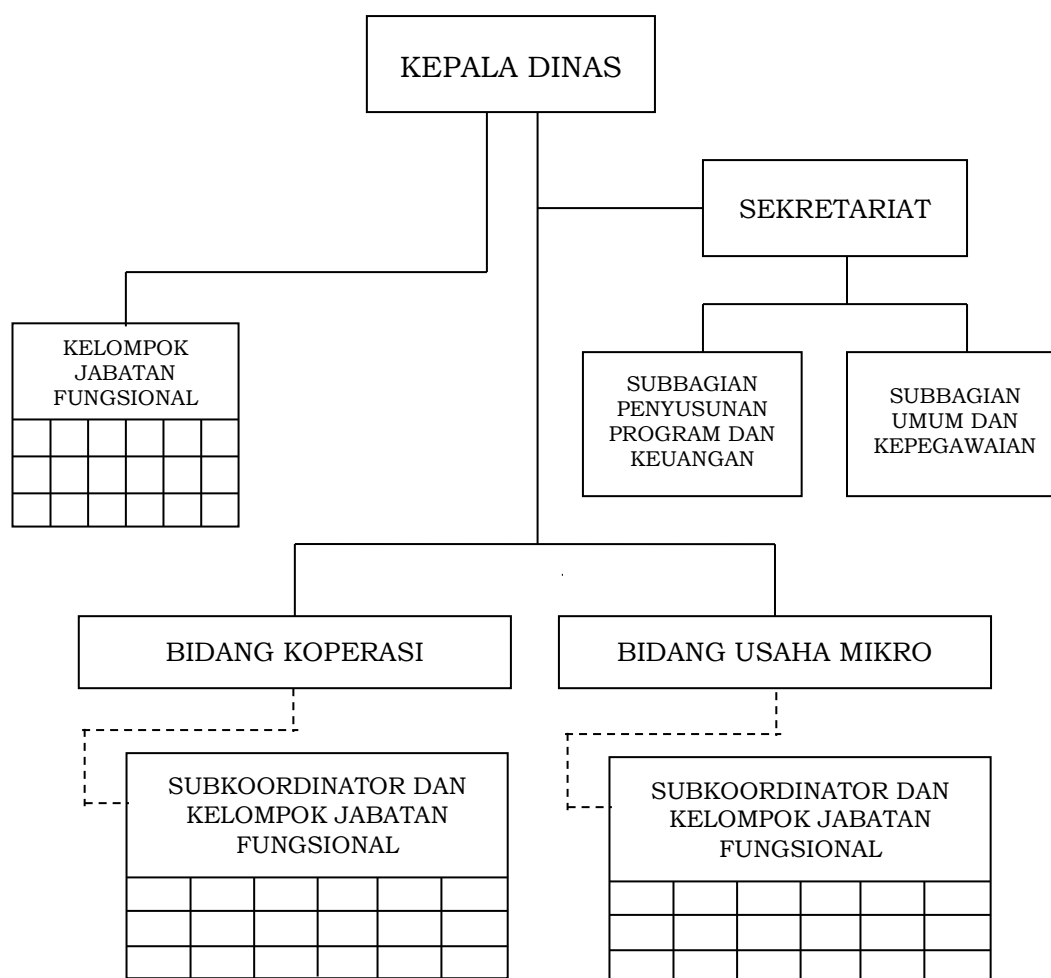 KEPALA DINAS
SEKRETARIAT
KELOMPOK
JABATAN
FUNGSIONAL
SUBBAGIAN
PENYUSUNAN
PROGRAM DAN
KEUANGAN
SUBBAGIAN
UMUM DAN
KEPEGAWAIAN
BIDANG KOPERASI
BIDANG USAHA MIKRO
SUBKOORDINATOR DAN
KELOMPOK JABATAN
FUNGSIONAL
SUBKOORDINATOR DAN
KELOMPOK JABATAN
FUNGSIONAL